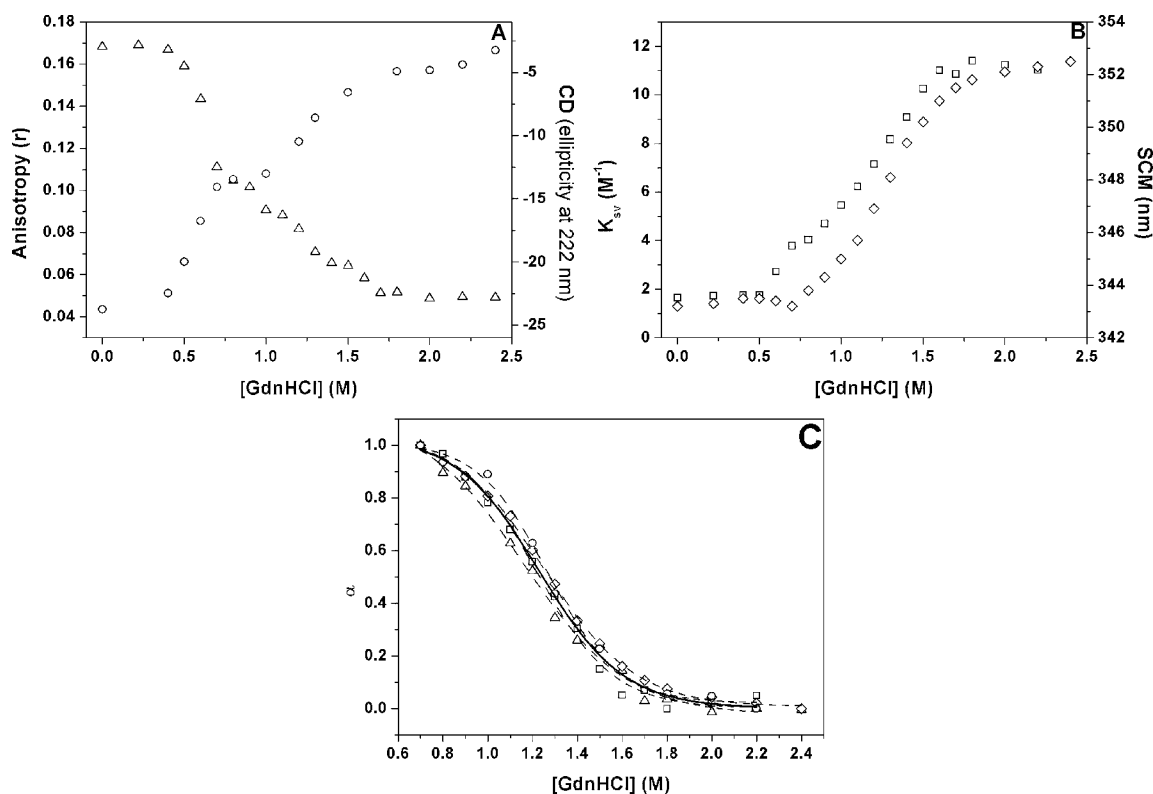 A
0.18
0.16
0.14
0.12
0.10
0.08
0.06
0.04
Anisotropy (r)
-5
-10
-15
-20
-25
CD (ellipticity at 222 nm)
0.0 0.5 1.0 1.5 2.0 2.5
[GdnHCl] (M)
B
12
10
8
6
4
2
0
K_sv (M⁻¹)
354
352
350
348
346
344
342
SCM (nm)
0.0 0.5 1.0 1.5 2.0 2.5
[GdnHCl] (M)
C
1.0
0.8
0.6
0.4
0.2
0.0
α
0.6 0.8 1.0 1.2 1.4 1.6 1.8 2.0 2.2 2.4
[GdnHCl] (M)